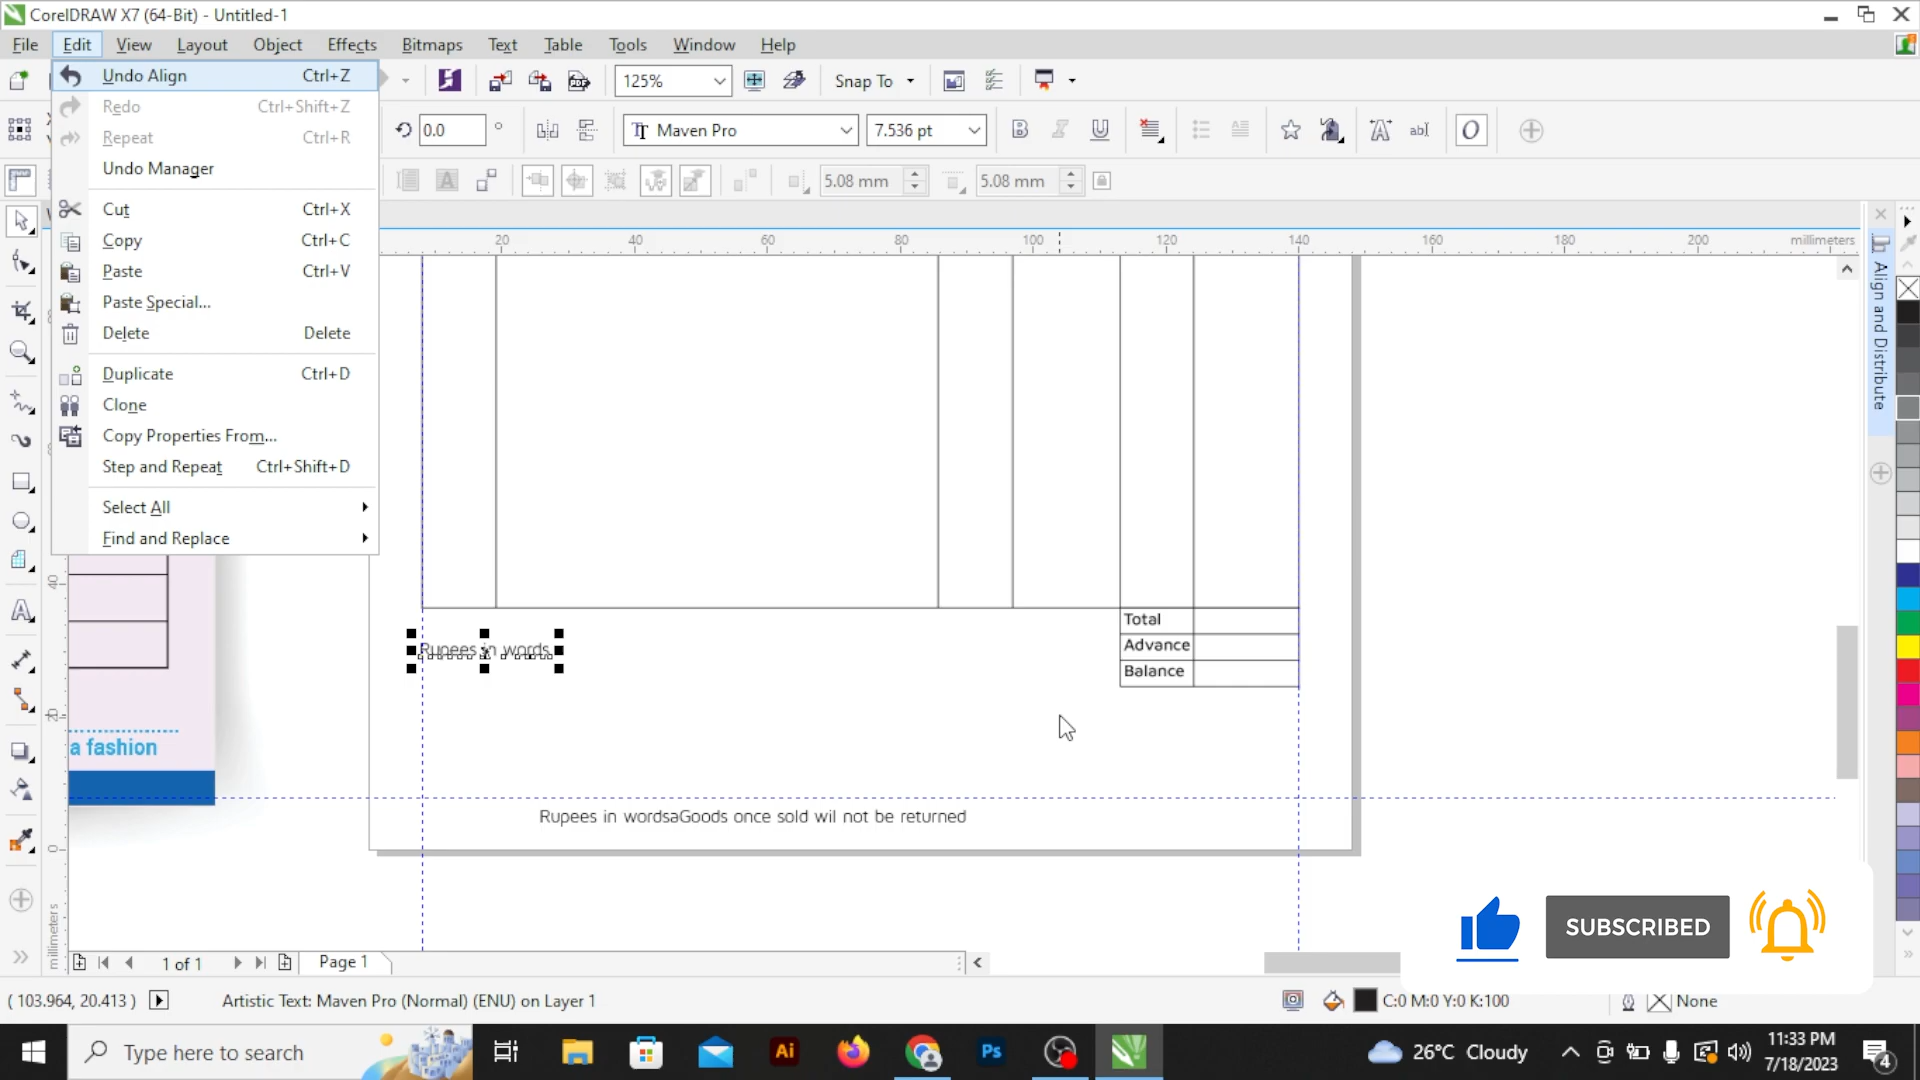 CorelDRAW X7 (64-Bit) - Untitled-1
File Edit View Layout Object Effects Bitmaps Text Table Tools Window Help
Undo Align Ctrl+Z
125%
Snap To
Redo Ctrl+Shift+Z
0.0 °
Maven Pro
7.536 pt
Repeat Ctrl+R
Undo Manager
5.08 mm
5.08 mm
Cut Ctrl+X
Copy Ctrl+C
20 40 60 80 100 120 140 160 180 200 millimeters
Paste Ctrl+V
Paste Special...
Delete Delete
Align and Distribute
Duplicate Ctrl+D
Clone
Copy Properties From...
Step and Repeat Ctrl+Shift+D
Select All
Find and Replace
40
Total
Rupees in words
Advance
Balance
20
a fashion
Rupees in wordsaGoods once sold wil not be returned
0
millimeters
SUBSCRIBED
1 of 1
Page 1
( 103.964, 20.413 )
Artistic Text: Maven Pro (Normal) (ENU) on Layer 1
C:0 M:0 Y:0 K:100
None
Type here to search
Ai
Ps
26°C Cloudy
11:33 PM
7/18/2023
4